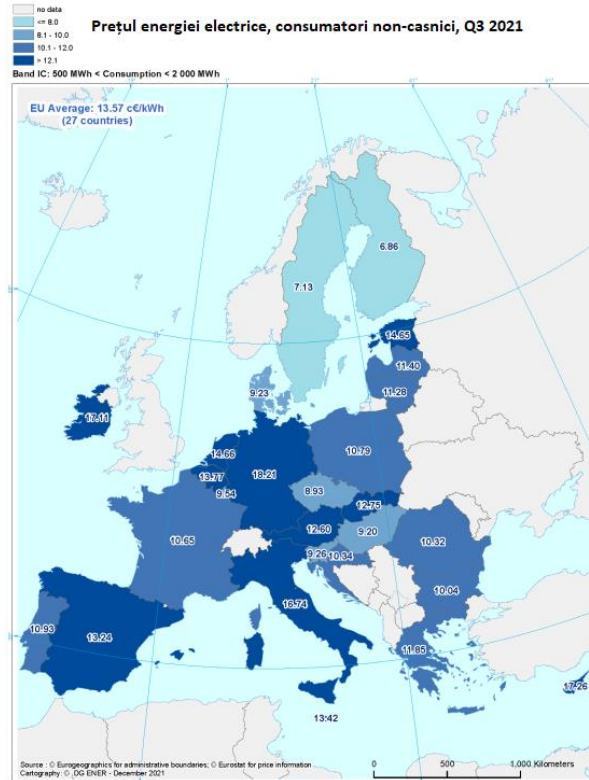 no data
<= 8.0
8.1 - 10.0
10.1 - 12.0
> 12.1
Prețul energiei electrice, consumatori non-casnici, Q3 2021
Band IC: 500 MWh < Consumption < 2 000 MWh
EU Average: 13.57 c€/kWh
(27 countries)
6.86
7.13
14.65
11.40
11.28
9.23
17.11
14.66
13.77
9.54
18.21
10.79
8.93
12.75
12.60
9.20
10.65
9.26
10.34
10.32
10.04
16.74
10.93
13.24
11.85
17.26
13:42
Source : © Eurogeographics for administrative boundaries; © Eurostat for price information
Cartography: © DG ENER - December 2021
0 500 1,000 Kilometers